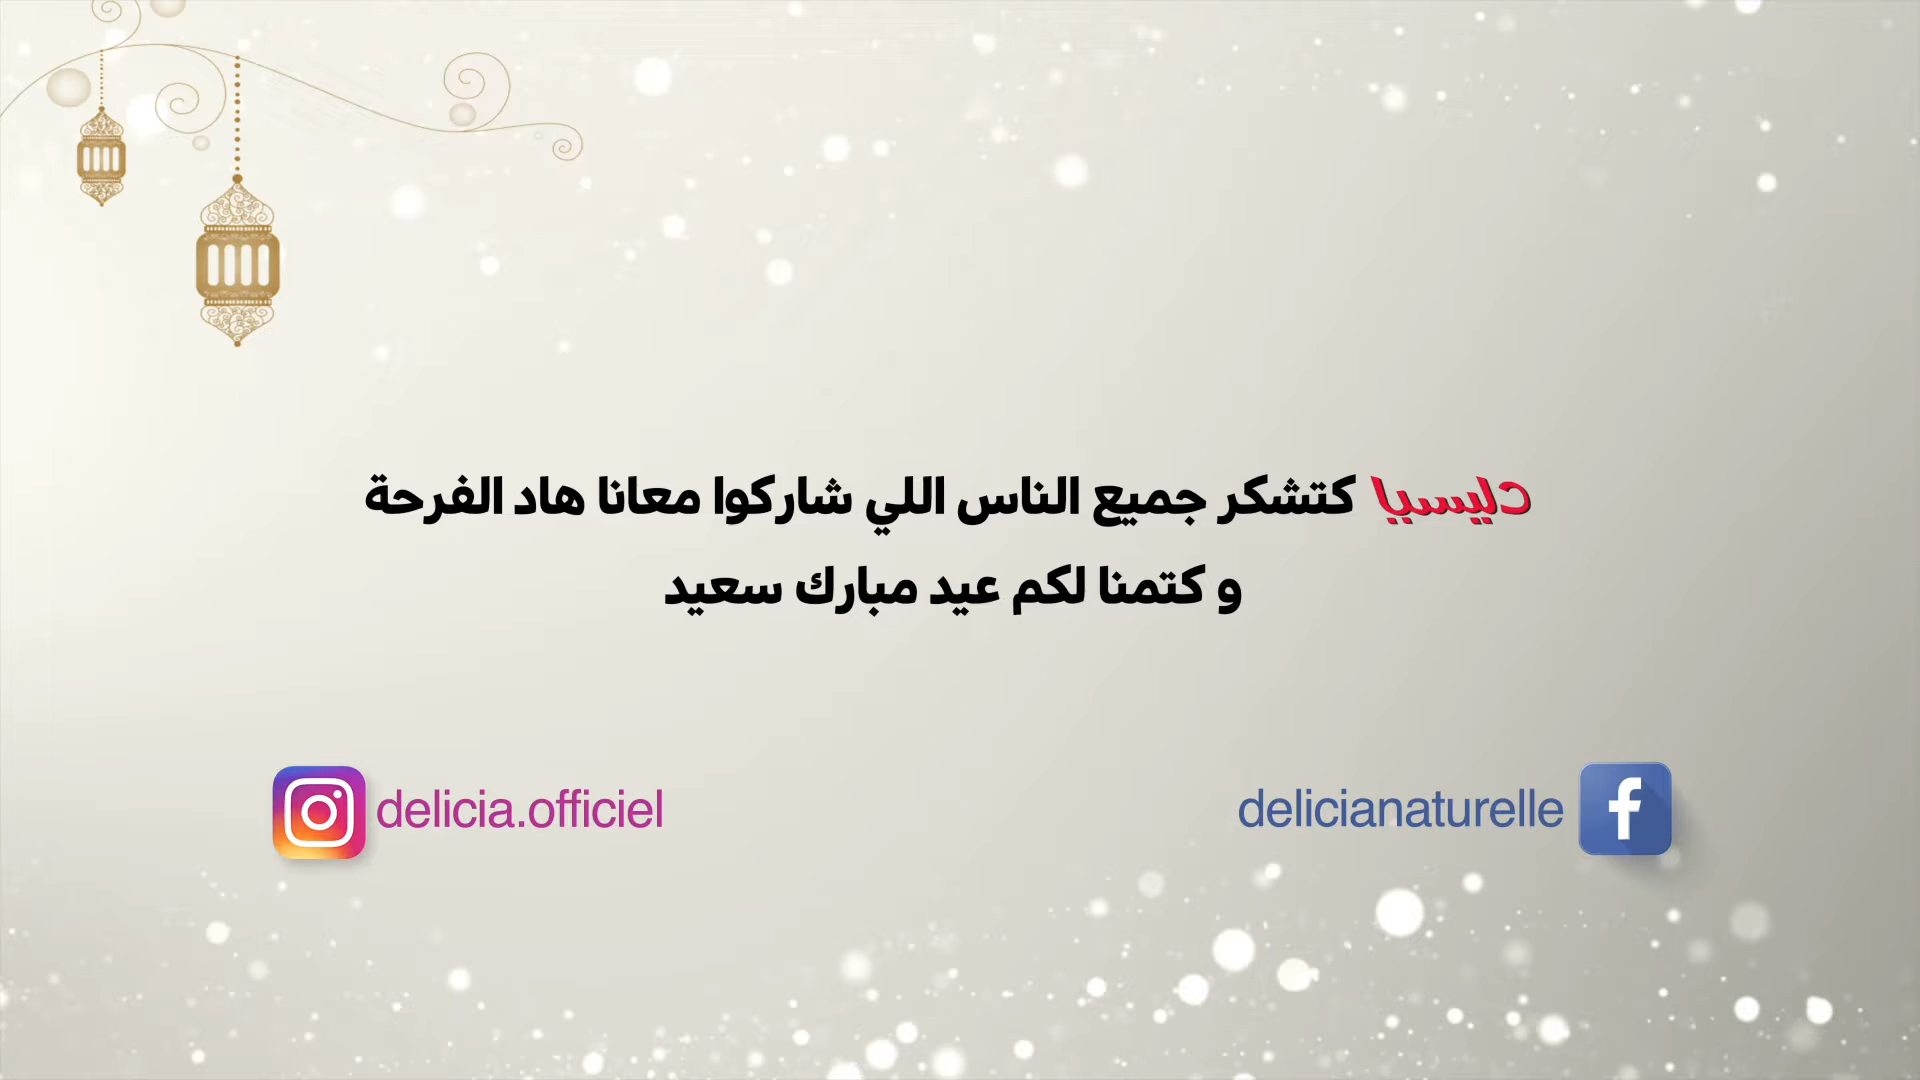 دليسيا كتشكر جميع الناس اللي شاركوا معانا هاد الفرحة
و كتمنا لكم عيد مبارك سعيد
delicia.officiel
delicianaturelle